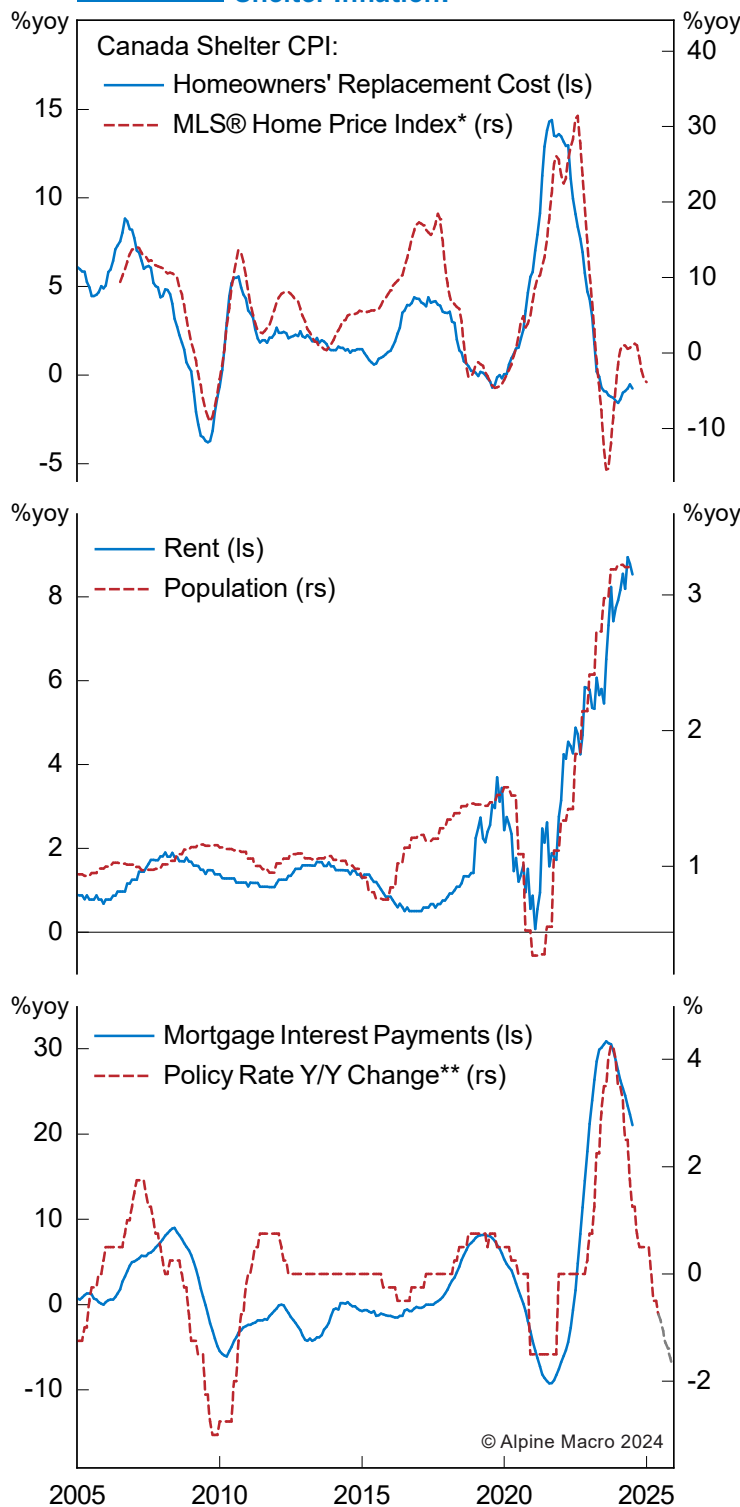 Shelter Inflation?
%yoy
%yoy
Canada Shelter CPI:
Homeowners' Replacement Cost (ls)
MLS® Home Price Index* (rs)
15
10
5
0
-5
40
30
20
10
0
-10
%yoy
%yoy
Rent (ls)
Population (rs)
8
6
4
2
0
3
2
1
%yoy
%
Mortgage Interest Payments (ls)
Policy Rate Y/Y Change** (rs)
30
20
10
0
-10
4
2
0
-2
© Alpine Macro 2024
2005 2010 2015 2020 2025